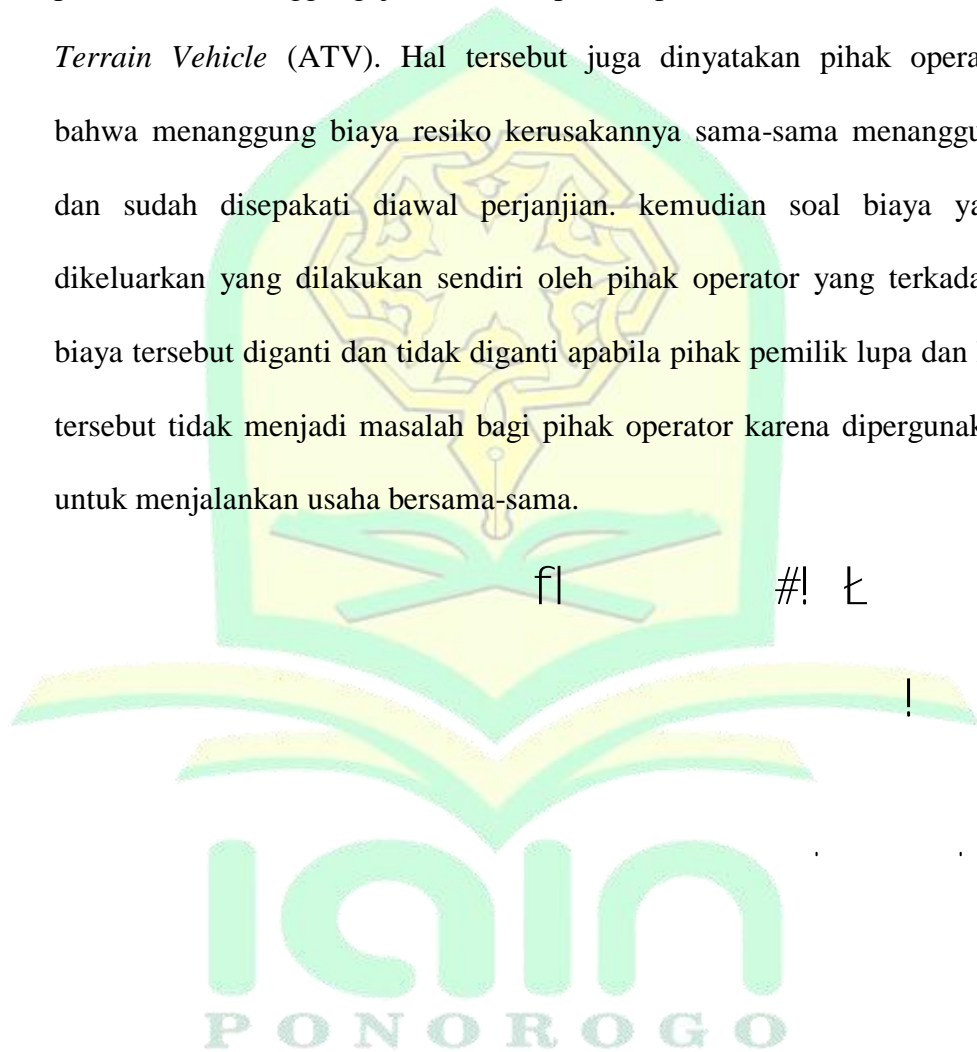 Terrain Vehicle (ATV). Hal tersebut juga dinyatakan pihak opera
bahwa menanggung biaya resiko kerusakannya sama-sama menanggu
dan sudah disepakati diawal perjanjian. kemudian soal biaya ya
dikeluarkan yang dilakukan sendiri oleh pihak operator yang terkada
biaya tersebut diganti dan tidak diganti apabila pihak pemilik lupa dan
tersebut tidak menjadi masalah bagi pihak operator karena dipergunak
untuk menjalankan usaha bersama-sama.
fl #! Ł
!
iain
PONOROGO